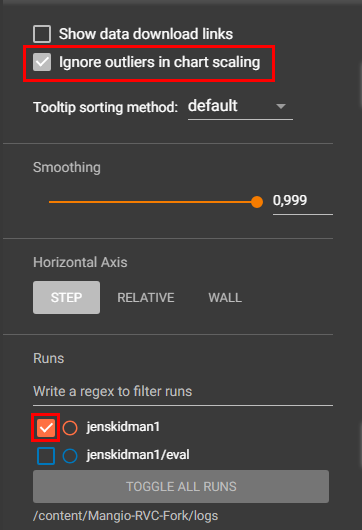 Show data download links
Ignore outliers in chart scaling
Tooltip sorting method: default
Smoothing
0,999
Horizontal Axis
STEP RELATIVE WALL
Runs
Write a regex to filter runs
jenskidman1
jenskidman1/eval
TOGGLE ALL RUNS
/content/Mangio-RVC-Fork/logs